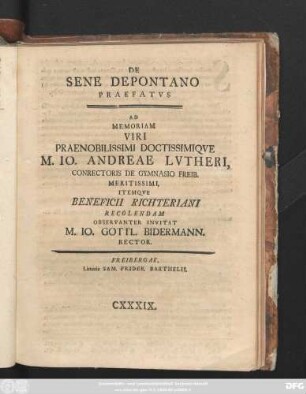 DE
SENE DEPONTANO
PRAEFATVS
AD
MEMORIAM
VIRI
PRAENOBILISSIMI DOCTISSIMIQVE
M. IO. ANDREAE LVTHERI,
CONRECTORIS DE GYMNASIO FREIB.
MERITISSIMI,
ITEMQVE
BENEFICII RICHTERIANI
RECOLENDAM
OBSERVANTER INVITAT
M. IO. GOTTL. BIDERMANN.
RECTOR.
FREIBERGAE,
Litteris SAM. FRIDER. BARTHELII.
CXXXIX.